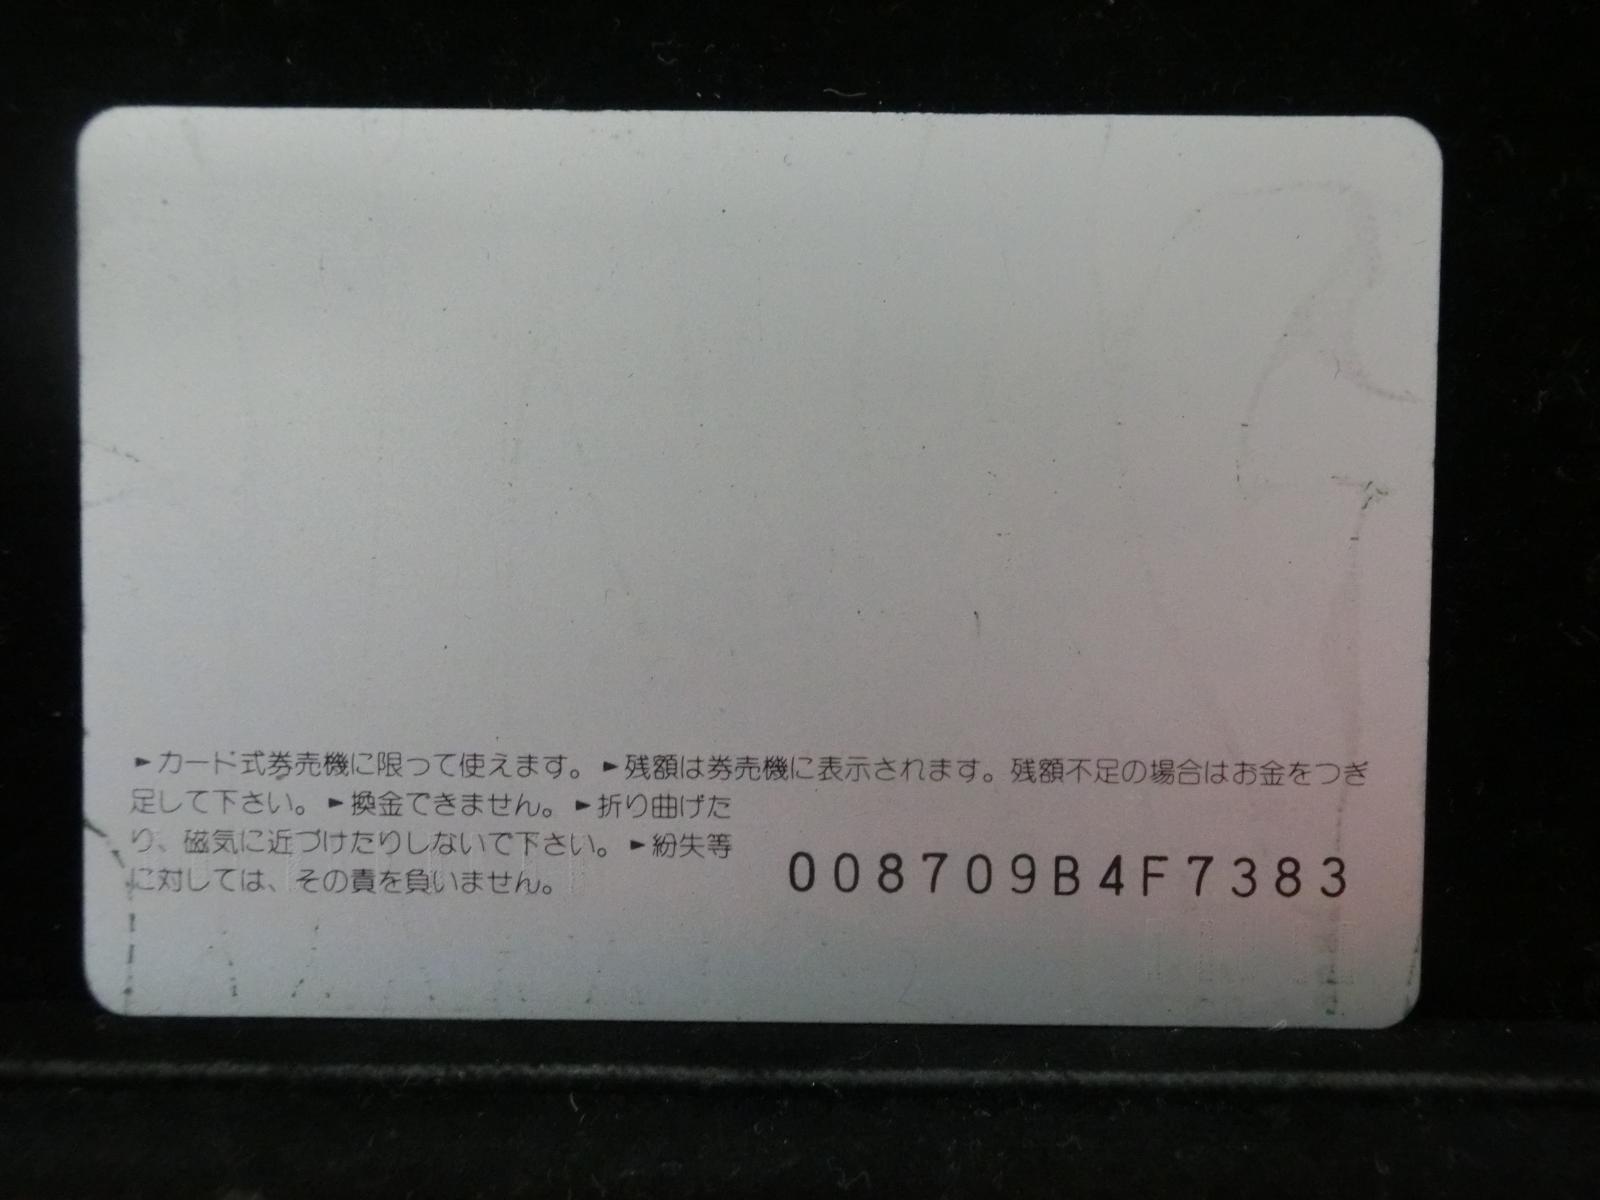 ►カード式券売機に限って使えます。►残額は券売機に表示されます。残額不足の場合はお金をつぎ
足して下さい。►換金できません。►折り曲げた
り、磁気に近づけたりしないで下さい。►紛失等
に対しては、その責を負いません。
008709B4F7383